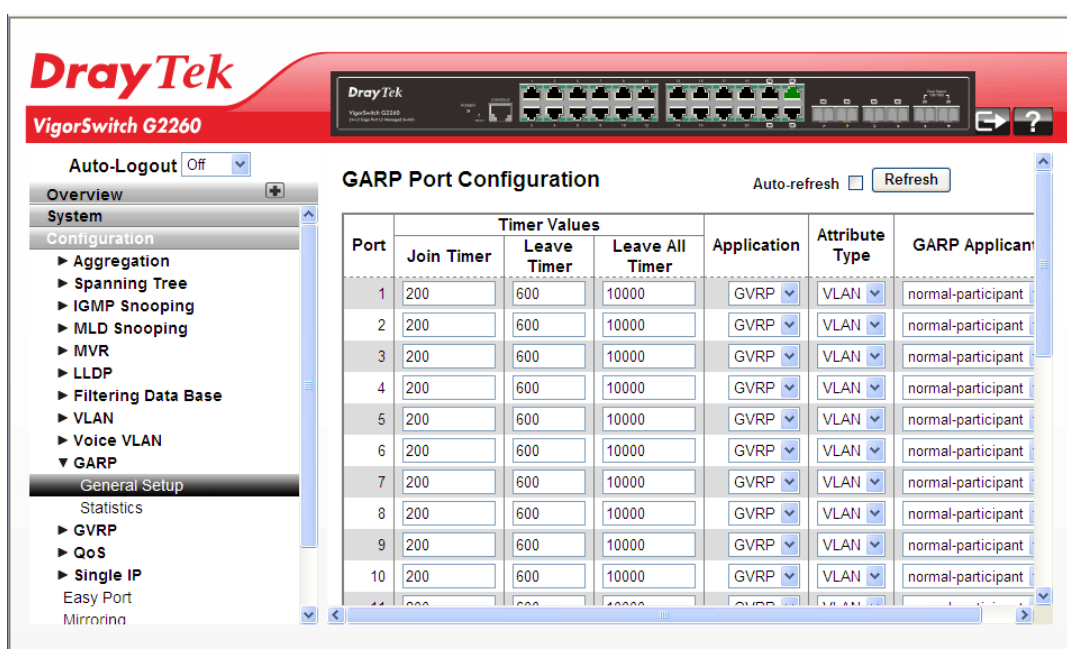 DrayTek
VigorSwitch G2260
DrayTek
VigorSwitch G2260
Auto-Logout Off
Overview
System
Configuration
► Aggregation
► Spanning Tree
► IGMP Snooping
► MLD Snooping
► MVR
► LLDP
► Filtering Data Base
► VLAN
► Voice VLAN
▼ GARP
General Setup
Statistics
► GVRP
► QoS
► Single IP
Easy Port
Mirroring
GARP Port Configuration
Auto-refresh Refresh
Port Timer Values Application Attribute Type GARP Applicant
Join Timer Leave Timer Leave All Timer
1 200 600 10000 GVRP VLAN normal-participant
2 200 600 10000 GVRP VLAN normal-participant
3 200 600 10000 GVRP VLAN normal-participant
4 200 600 10000 GVRP VLAN normal-participant
5 200 600 10000 GVRP VLAN normal-participant
6 200 600 10000 GVRP VLAN normal-participant
7 200 600 10000 GVRP VLAN normal-participant
8 200 600 10000 GVRP VLAN normal-participant
9 200 600 10000 GVRP VLAN normal-participant
10 200 600 10000 GVRP VLAN normal-participant